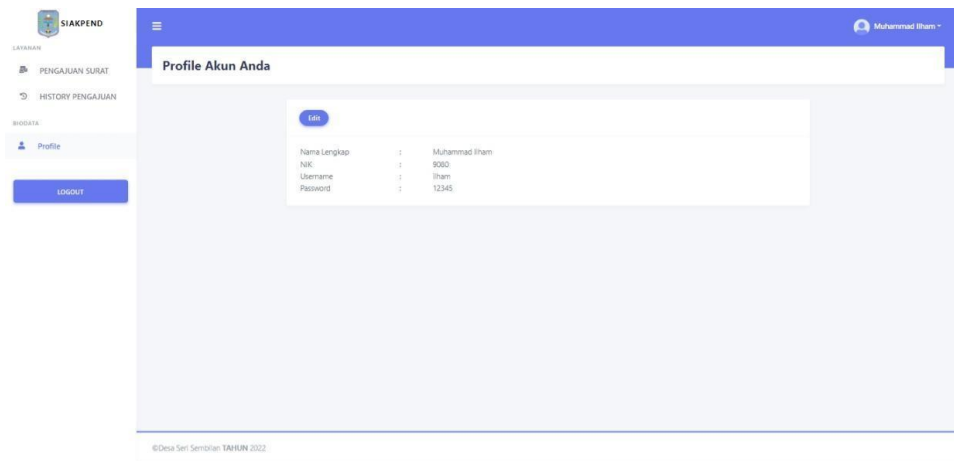 SIAKPEND
Muhammad Ilham
LAYANAN
PENGAJUAN SURAT
HISTORY PENGAJUAN
BIODATA
Profile
LOGOUT
Profile Akun Anda
Edit
Nama Lengkap : Muhammad Ilham
NIK : 9080
Username : Ilham
Password : 12345
©Desa Seri Sembilan TAHUN 2022